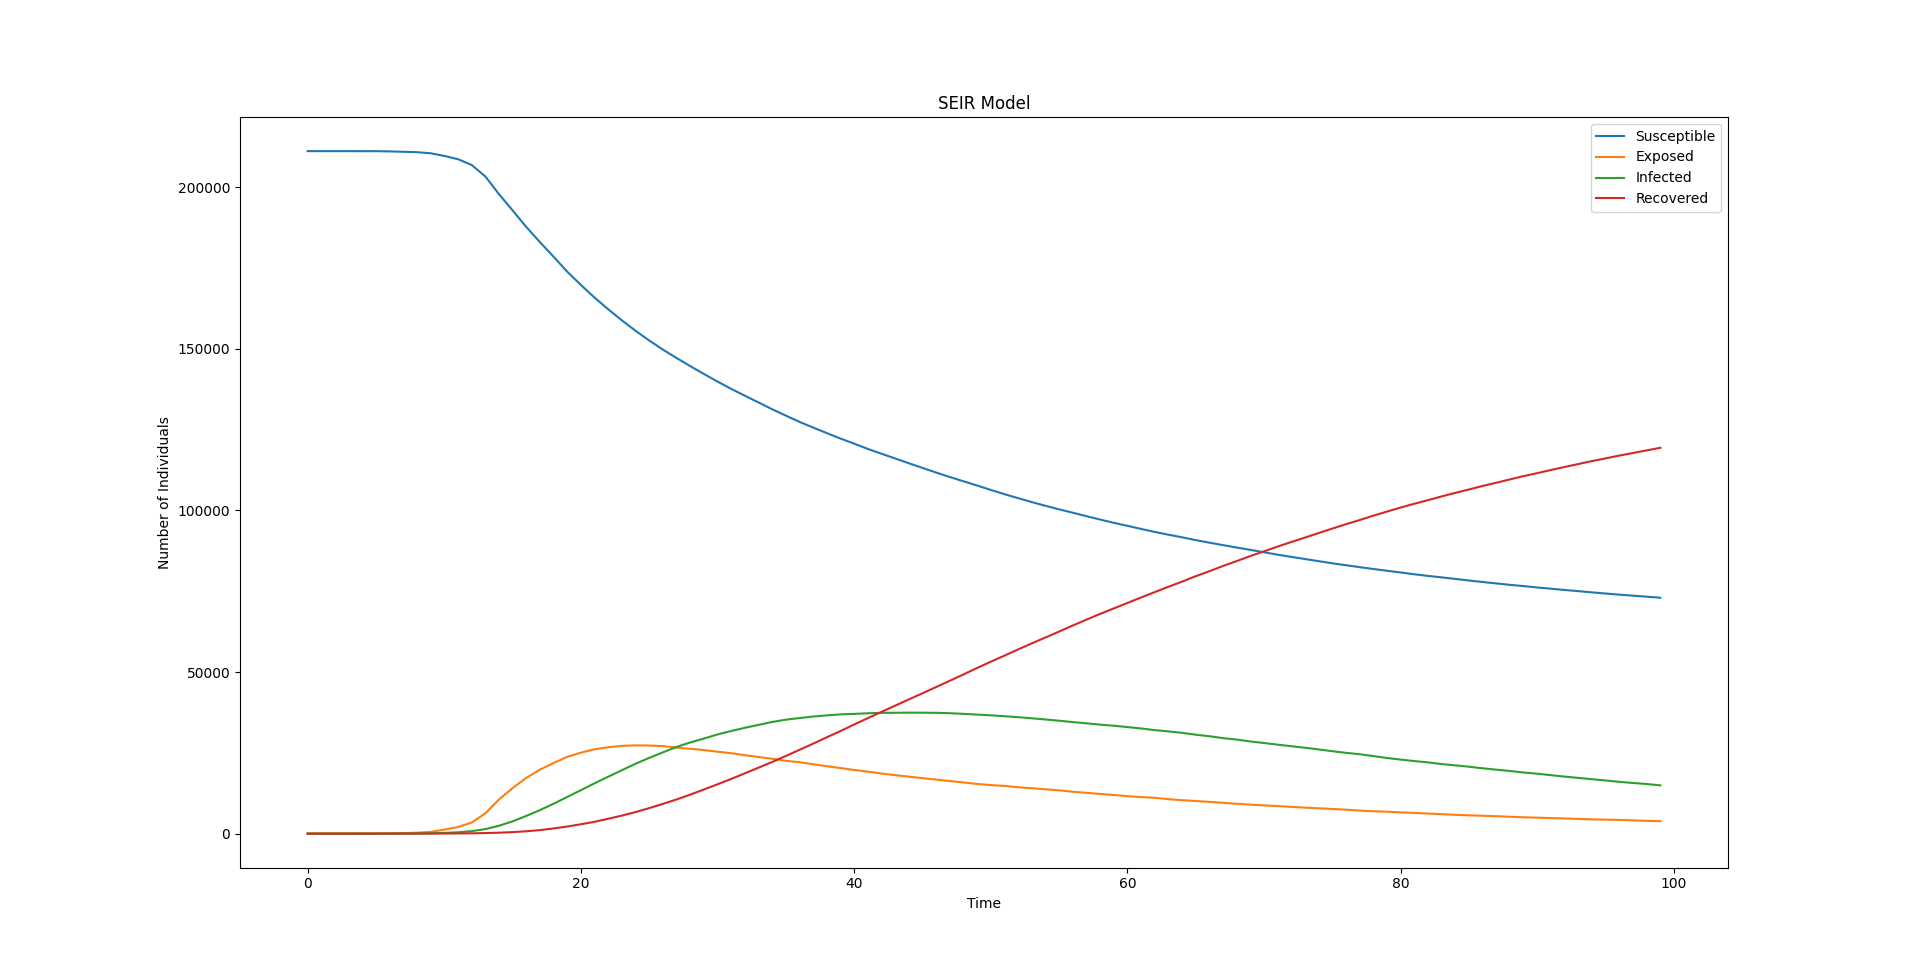 SEIR Model
Susceptible
Exposed
Infected
Recovered
Number of Individuals
200000
150000
100000
50000
0
0 20 40 60 80 100
Time